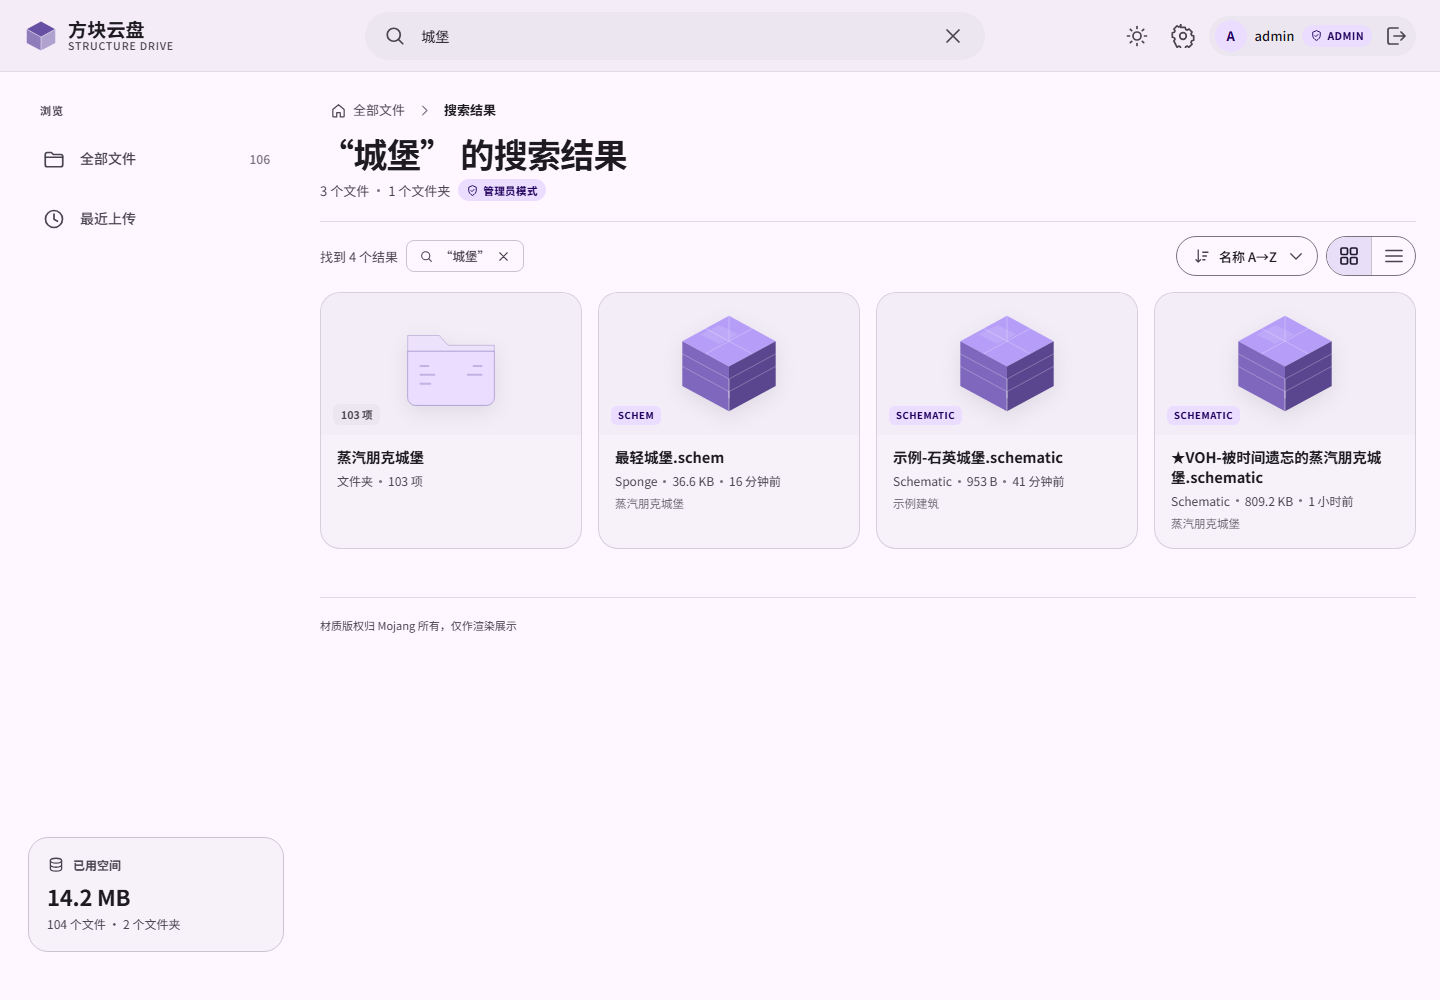 方块云盘
STRUCTURE DRIVE
城堡
A admin ADMIN
浏览
全部文件 106
最近上传
全部文件 > 搜索结果
“城堡” 的搜索结果
3 个文件 • 1 个文件夹 管理员模式
找到 4 个结果 “城堡”
名称 A→Z
103 项
蒸汽朋克城堡
文件夹 • 103 项
SCHEM
最轻城堡.schem
Sponge • 36.6 KB • 16 分钟前
蒸汽朋克城堡
SCHEMATIC
示例-石英城堡.schematic
Schematic • 953 B • 41 分钟前
示例建筑
SCHEMATIC
★VOH-被时间遗忘的蒸汽朋克城
堡.schematic
Schematic • 809.2 KB • 1 小时前
蒸汽朋克城堡
材质版权归 Mojang 所有，仅作渲染展示
已用空间
14.2 MB
104 个文件 • 2 个文件夹